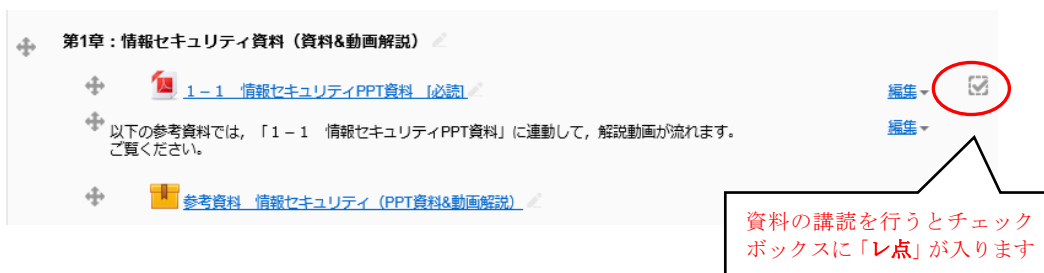 第1章：情報セキュリティ資料（資料&動画解説）
1－1　情報セキュリティPPT資料　[必読]
編集
以下の参考資料では，「1－1　情報セキュリティPPT資料」に連動して，解説動画が流れます。
編集
ご覧ください。
参考資料　情報セキュリティ（PPT資料&動画解説）
資料の講読を行うとチェック
ボックスに「レ点」が入ります